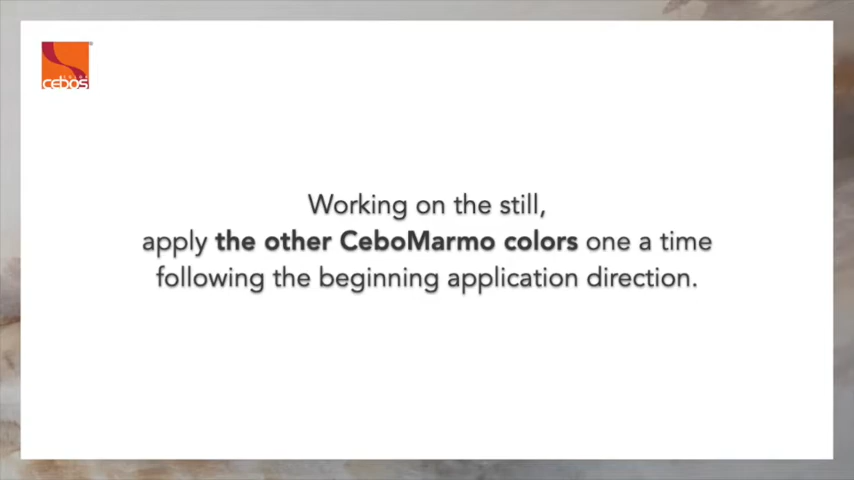 cebos
Working on the still,
apply the other CeboMarmo colors one a time
following the beginning application direction.